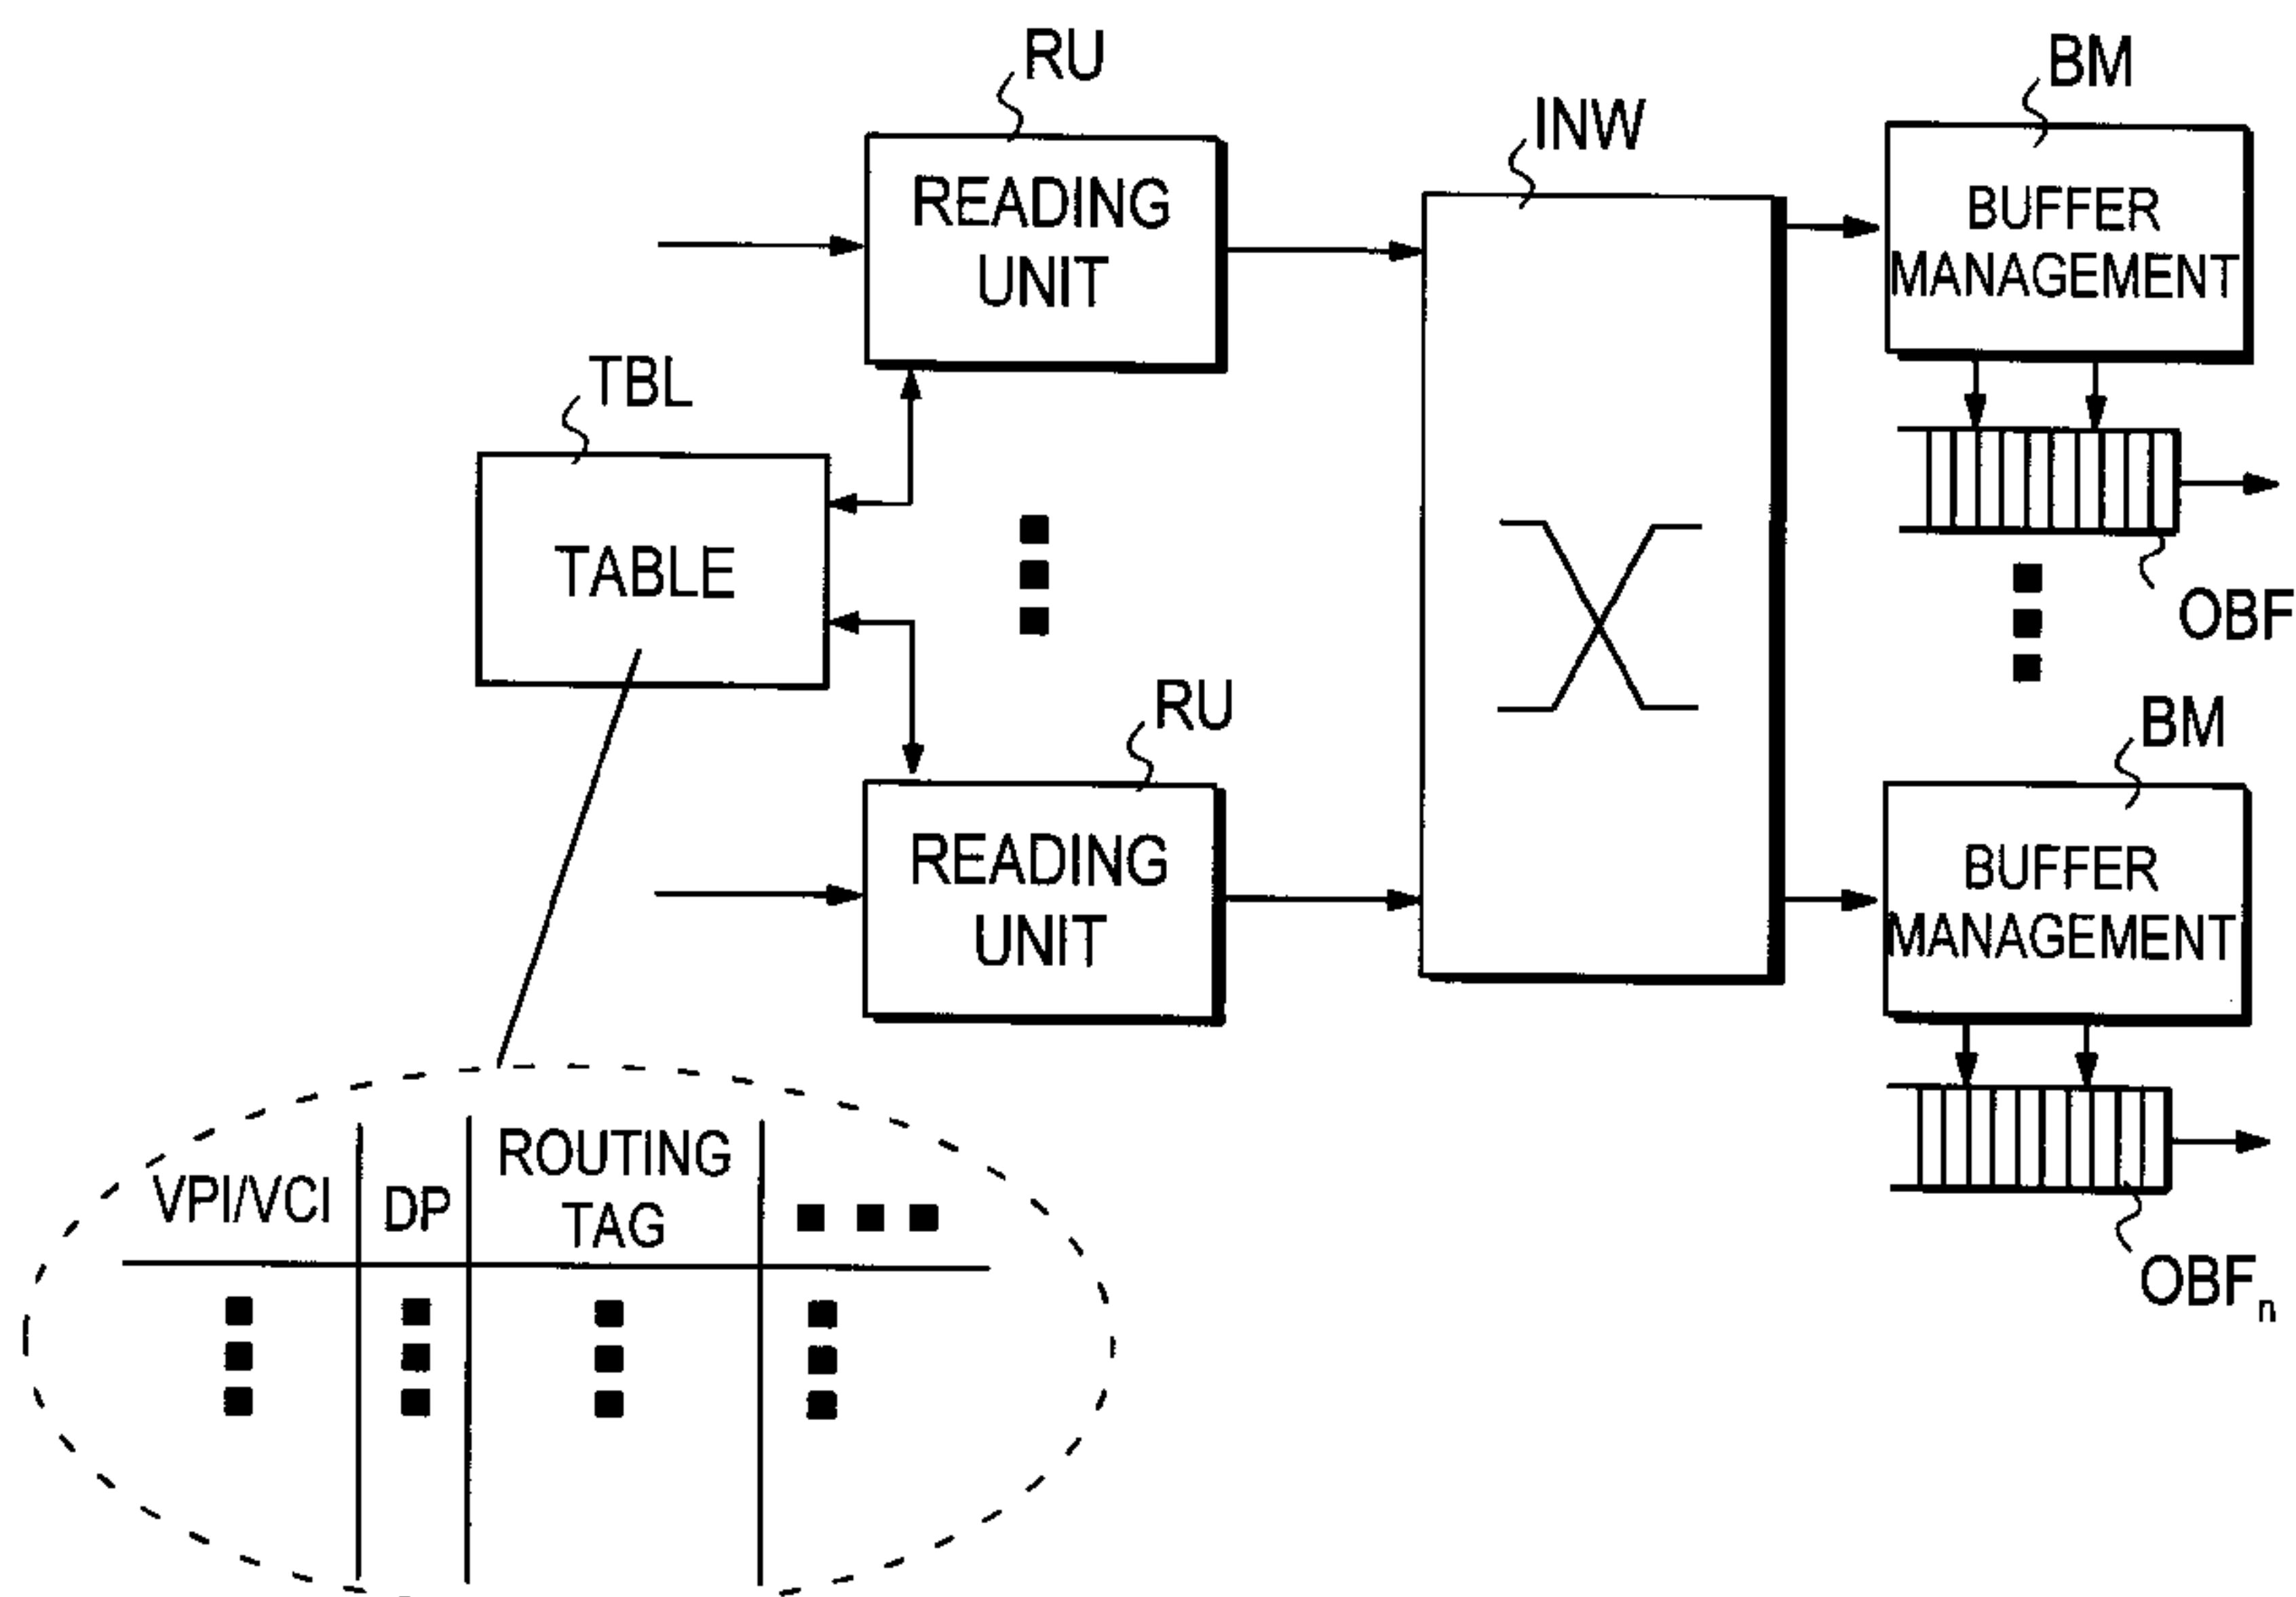 RU
BM
INW
READING
UNIT
BUFFER
MANAGEMENT
TBL
TABLE
OBF
RU
BM
READING
UNIT
BUFFER
MANAGEMENT
OBFn
VPI/VCI
DP
ROUTING
TAG